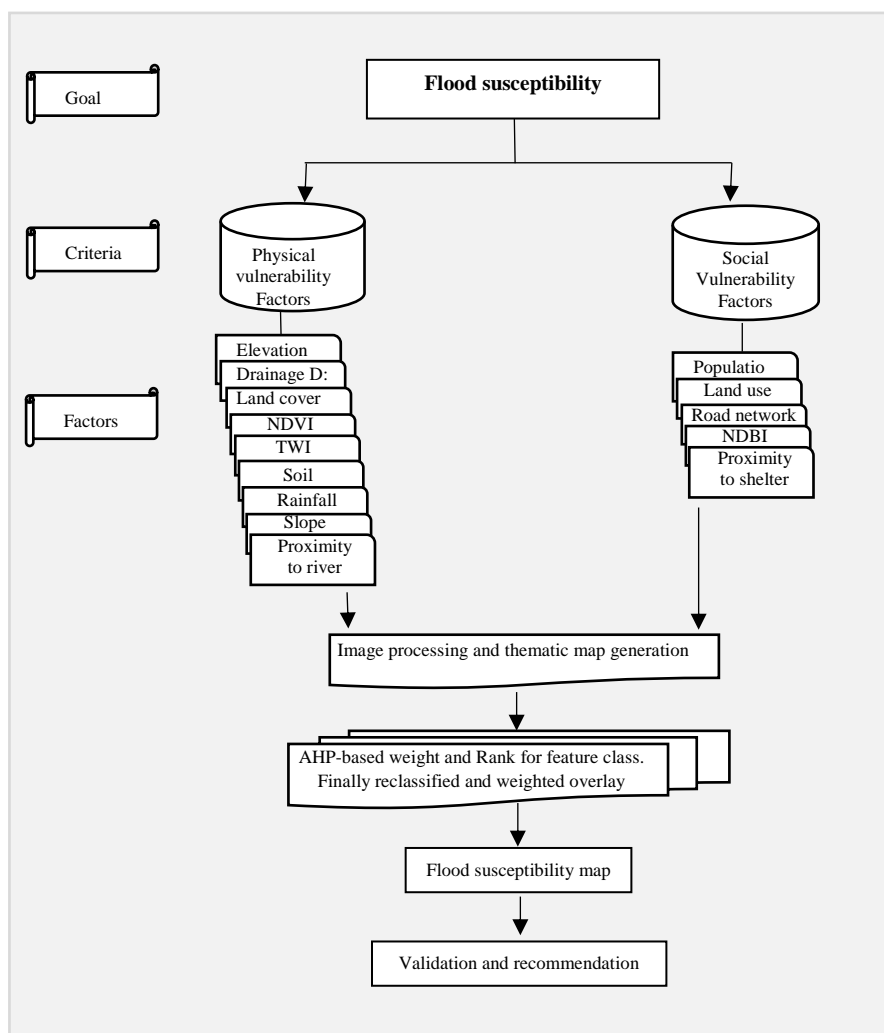 Goal
Flood susceptibility
Criteria
Physical
vulnerability
Factors
Social
Vulnerability
Factors
Factors
Elevation
Drainage D:
Land cover
NDVI
TWI
Soil
Rainfall
Slope
Proximity
to river
Populatio
Land use
Road network
NDBI
Proximity
to shelter
Image processing and thematic map generation
AHP-based weight and Rank for feature class.
Finally reclassified and weighted overlay
Flood susceptibility map
Validation and recommendation